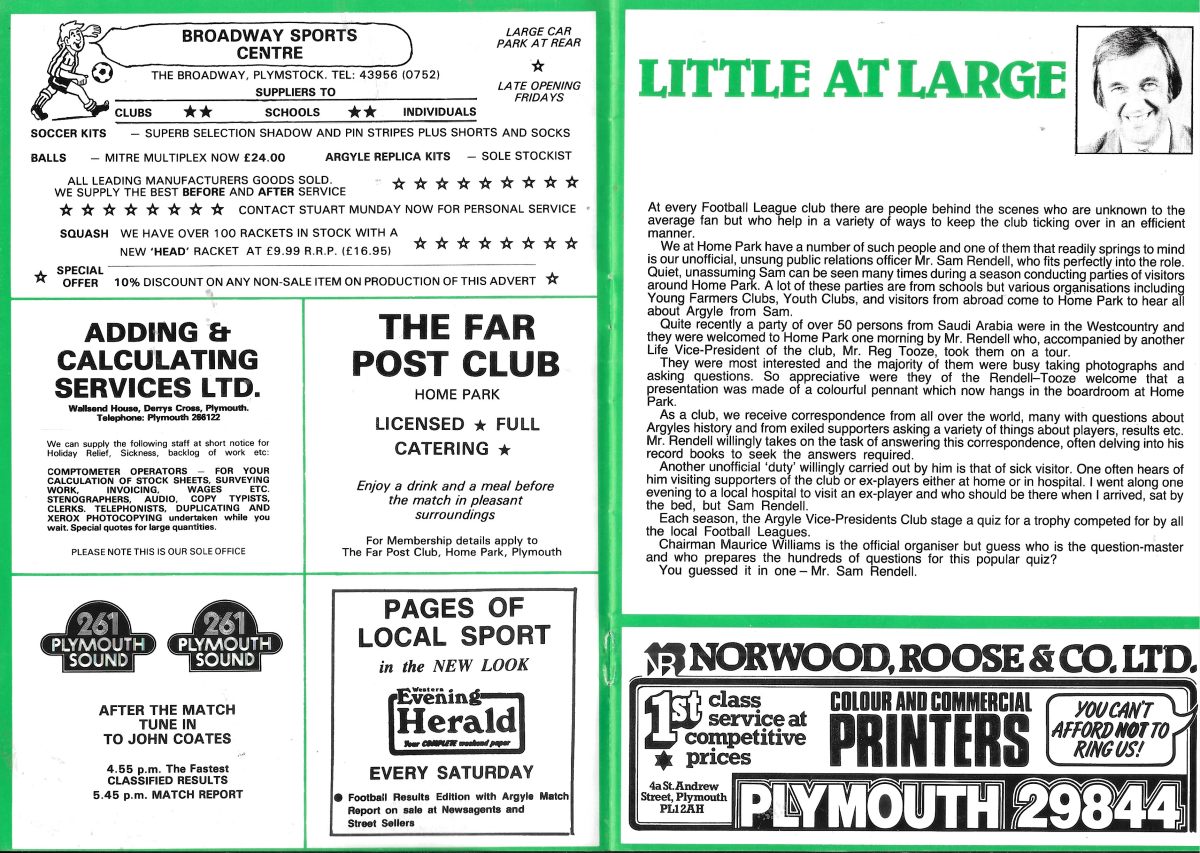 BROADWAY SPORTS
CENTRE
LARGE CAR
PARK AT REAR
☆
LATE OPENING
FRIDAYS
THE BROADWAY, PLYMSTOCK. TEL: 43956 (0752)
SUPPLIERS TO
CLUBS ★★ SCHOOLS ★★ INDIVIDUALS
SOCCER KITS — SUPERB SELECTION SHADOW AND PIN STRIPES PLUS SHORTS AND SOCKS
BALLS — MITRE MULTIPLEX NOW £24.00 ARGYLE REPLICA KITS — SOLE STOCKIST
ALL LEADING MANUFACTURERS GOODS SOLD.
WE SUPPLY THE BEST BEFORE AND AFTER SERVICE ☆ ☆ ☆ ☆ ☆ ☆ ☆ ☆ ☆
☆ ☆ ☆ ☆ ☆ ☆ ☆ ☆ CONTACT STUART MUNDAY NOW FOR PERSONAL SERVICE
SQUASH WE HAVE OVER 100 RACKETS IN STOCK WITH A
NEW 'HEAD' RACKET AT £9.99 R.R.P. (£16.95) ☆ ☆ ☆ ☆ ☆ ☆ ☆ ☆
☆ SPECIAL
OFFER 10% DISCOUNT ON ANY NON-SALE ITEM ON PRODUCTION OF THIS ADVERT ☆
ADDING &
CALCULATING
SERVICES LTD.
Wallsend House, Derrys Cross, Plymouth.
Telephone: Plymouth 266122
We can supply the following staff at short notice for
Holiday Relief, Sickness, backlog of work etc:
COMPTOMETER OPERATORS — FOR YOUR
CALCULATION OF STOCK SHEETS, SURVEYING
WORK, INVOICING, WAGES ETC.
STENOGRAPHERS, AUDIO, COPY TYPISTS,
CLERKS. TELEPHONISTS, DUPLICATING AND
XEROX PHOTOCOPYING undertaken while you
wait. Special quotes for large quantities.
PLEASE NOTE THIS IS OUR SOLE OFFICE
THE FAR
POST CLUB
HOME PARK
LICENSED ★ FULL
CATERING ★
Enjoy a drink and a meal before
the match in pleasant
surroundings
For Membership details apply to
The Far Post Club, Home Park, Plymouth
261
PLYMOUTH
SOUND
261
PLYMOUTH
SOUND
AFTER THE MATCH
TUNE IN
TO JOHN COATES
4.55 p.m. The Fastest
CLASSIFIED RESULTS
5.45 p.m. MATCH REPORT
PAGES OF
LOCAL SPORT
in the NEW LOOK
Western
Evening
Herald
Your COMPLETE weekend paper
EVERY SATURDAY
● Football Results Edition with Argyle Match
Report on sale at Newsagents and
Street Sellers
LITTLE AT LARGE
At every Football League club there are people behind the scenes who are unknown to the
average fan but who help in a variety of ways to keep the club ticking over in an efficient
manner.
We at Home Park have a number of such people and one of them that readily springs to mind
is our unofficial, unsung public relations officer Mr. Sam Rendell, who fits perfectly into the role.
Quiet, unassuming Sam can be seen many times during a season conducting parties of visitors
around Home Park. A lot of these parties are from schools but various organisations including
Young Farmers Clubs, Youth Clubs, and visitors from abroad come to Home Park to hear all
about Argyle from Sam.
Quite recently a party of over 50 persons from Saudi Arabia were in the Westcountry and
they were welcomed to Home Park one morning by Mr. Rendell who, accompanied by another
Life Vice-President of the club, Mr. Reg Tooze, took them on a tour.
They were most interested and the majority of them were busy taking photographs and
asking questions. So appreciative were they of the Rendell–Tooze welcome that a
presentation was made of a colourful pennant which now hangs in the boardroom at Home
Park.
As a club, we receive correspondence from all over the world, many with questions about
Argyles history and from exiled supporters asking a variety of things about players, results etc.
Mr. Rendell willingly takes on the task of answering this correspondence, often delving into his
record books to seek the answers required.
Another unofficial 'duty' willingly carried out by him is that of sick visitor. One often hears of
him visiting supporters of the club or ex-players either at home or in hospital. I went along one
evening to a local hospital to visit an ex-player and who should be there when I arrived, sat by
the bed, but Sam Rendell.
Each season, the Argyle Vice-Presidents Club stage a quiz for a trophy competed for by all
the local Football Leagues.
Chairman Maurice Williams is the official organiser but guess who is the question-master
and who prepares the hundreds of questions for this popular quiz?
You guessed it in one – Mr. Sam Rendell.
NR NORWOOD, ROOSE & CO. LTD.
1st class
service at
competitive
prices
COLOUR AND COMMERCIAL
PRINTERS
YOU CAN'T
AFFORD NOT TO
RING US!
4a St. Andrew
Street, Plymouth
PL12AH
PLYMOUTH 29844